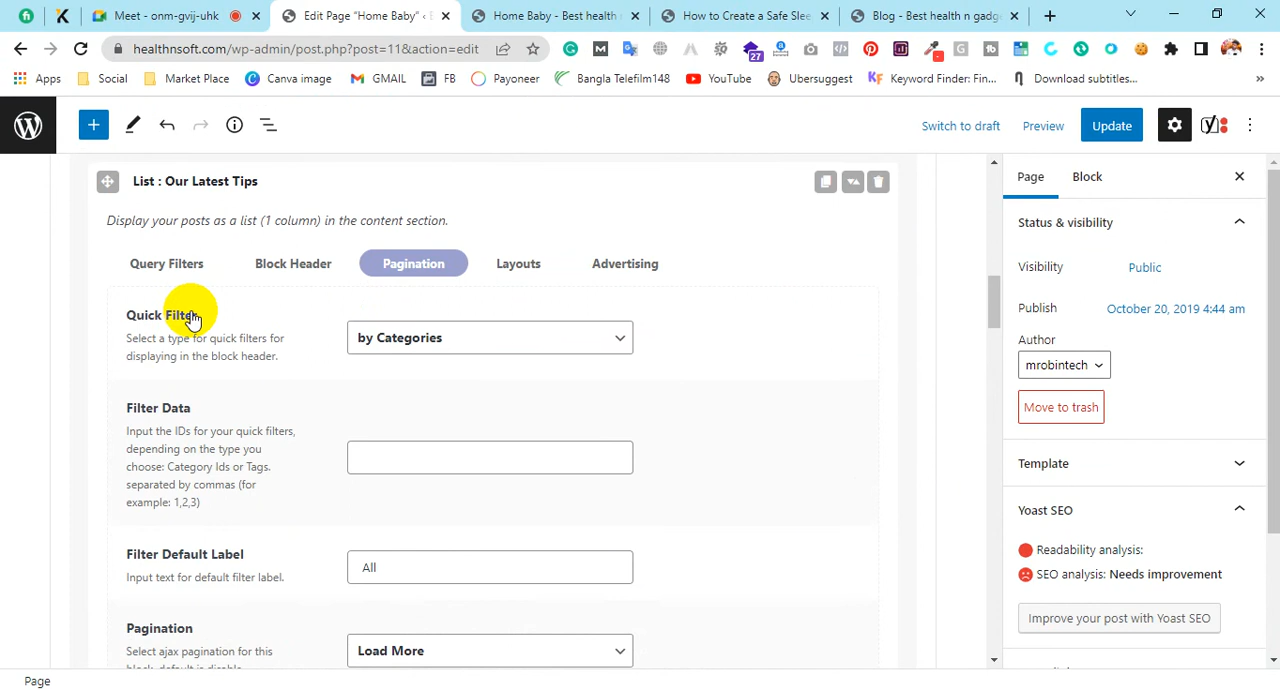 Meet - onm-gvij-uhk
Edit Page "Home Baby" ‹ B
Home Baby - Best health n
How to Create a Safe Slee
Blog - Best health n gadge
healthnsoft.com/wp-admin/post.php?post=11&action=edit
27
Apps
Social
Market Place
Canva image
GMAIL
FB
Payoneer
Bangla Telefilm148
YouTube
Ubersuggest
Keyword Finder: Fin...
Download subtitles...
»
Switch to draft
Preview
Update
List : Our Latest Tips
Display your posts as a list (1 column) in the content section.
Query Filters
Block Header
Pagination
Layouts
Advertising
Quick Filter
Select a type for quick filters for
displaying in the block header.
by Categories
Filter Data
Input the IDs for your quick filters,
depending on the type you
choose: Category Ids or Tags.
separated by commas (for
example: 1,2,3)
Filter Default Label
Input text for default filter label.
All
Pagination
Select ajax pagination for this
block, default is disable
Load More
Page
Block
Status & visibility
Visibility
Public
Publish
October 20, 2019 4:44 am
Author
mrobintech
Move to trash
Template
Yoast SEO
Readability analysis:
SEO analysis: Needs improvement
Improve your post with Yoast SEO
Page